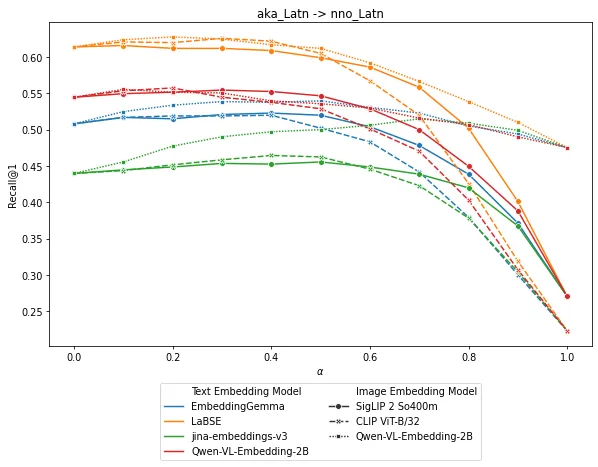 aka_Latn -> nno_Latn
Recall@1
0.60
0.55
0.50
0.45
0.40
0.35
0.30
0.25
0.0 0.2 0.4 0.6 0.8 1.0
α
Text Embedding Model Image Embedding Model
EmbeddingGemma SigLIP 2 So400m
LaBSE CLIP ViT-B/32
jina-embeddings-v3 Qwen-VL-Embedding-2B
Qwen-VL-Embedding-2B